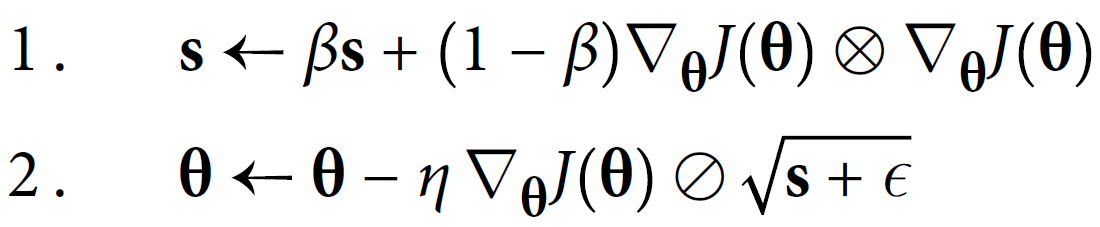 1. s ← βs + (1 − β)∇θJ(θ) ⊗ ∇θJ(θ)
2. θ ← θ − η ∇θJ(θ) ⊘ √s + ϵ